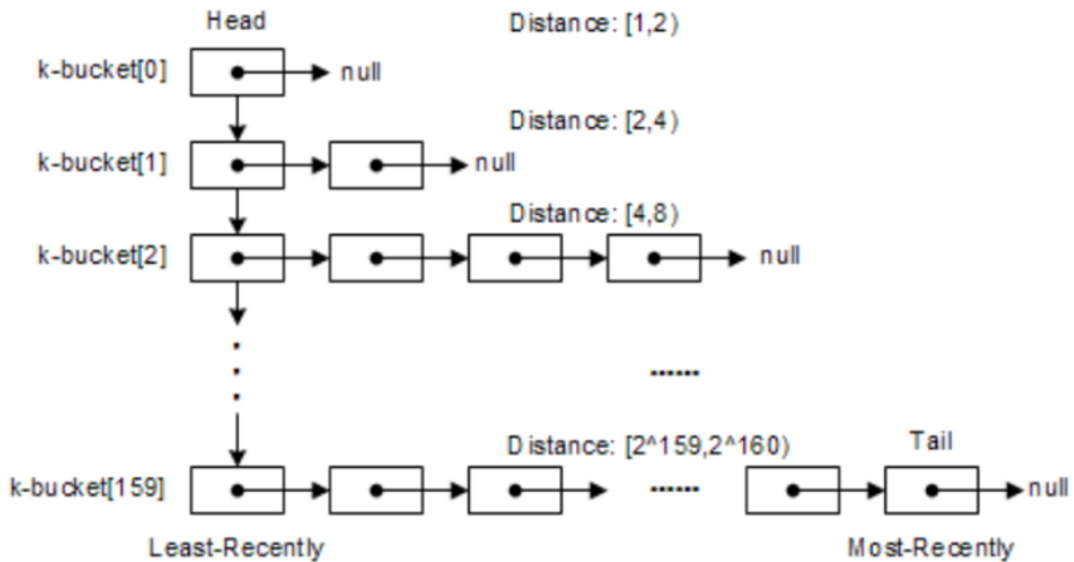 Head
Distance: [1,2)
k-bucket[0]
null
Distance: [2,4)
k-bucket[1]
null
Distance: [4,8)
k-bucket[2]
null
Distance: [2^159,2^160)
Tail
k-bucket[159]
null
Least-Recently
Most-Recently